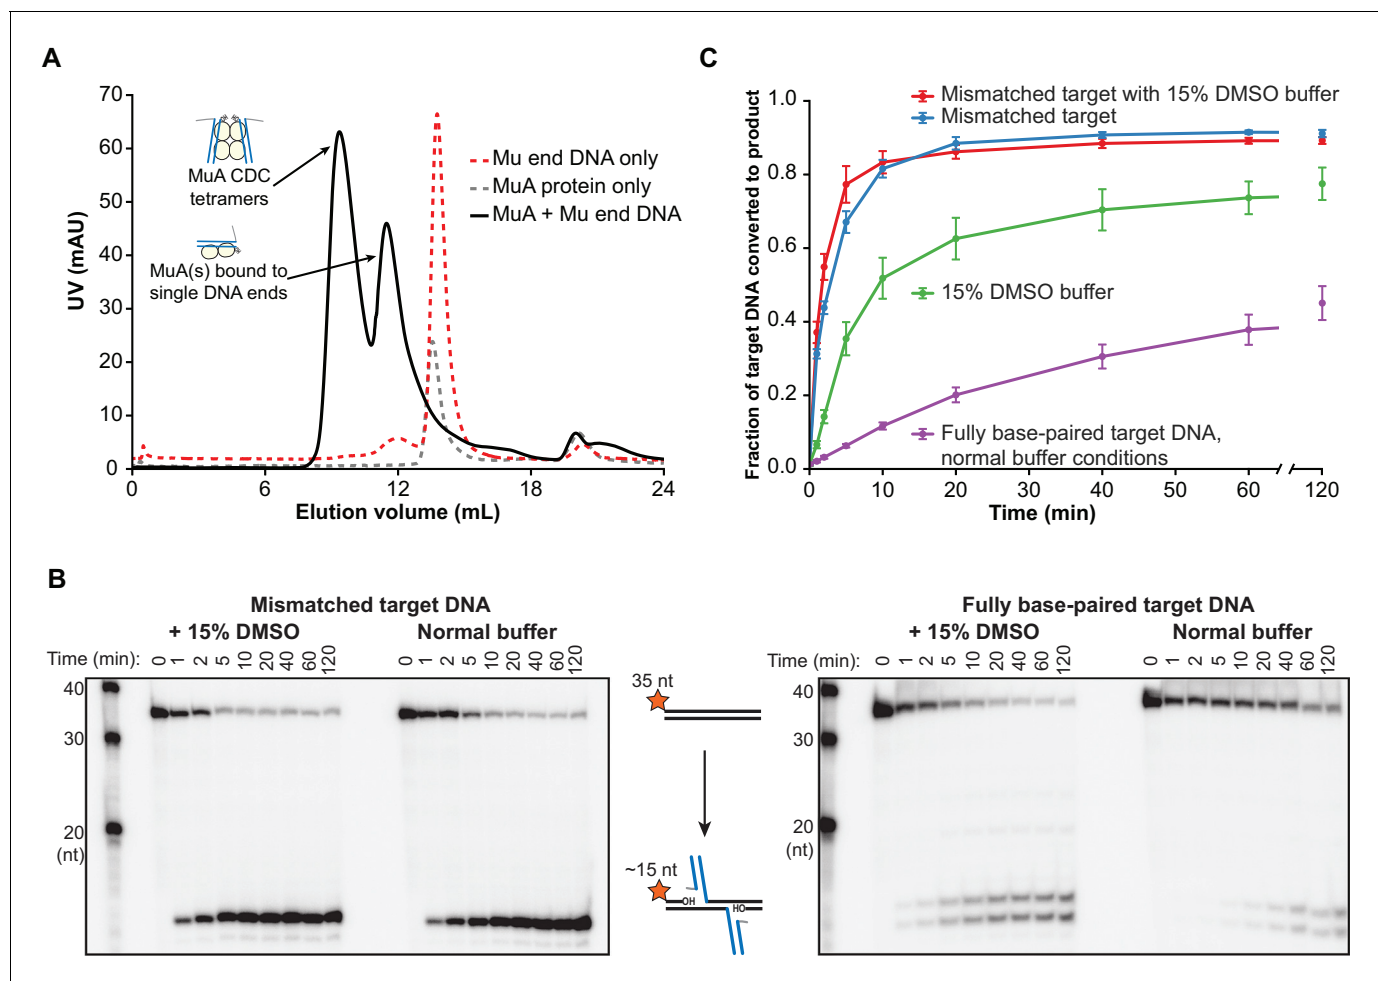 A
70
60
50
40
30
20
10
0
UV (mAU)
0 6 12 18 24
Elution volume (mL)
MuA CDC
tetramers
MuA(s) bound to
single DNA ends
Mu end DNA only
MuA protein only
MuA + Mu end DNA
C
Fraction of target DNA converted to product
1.0
0.8
0.6
0.4
0.2
0.0
0 10 20 30 40 50 60 120
Time (min)
Mismatched target with 15% DMSO buffer
Mismatched target
15% DMSO buffer
Fully base-paired target DNA,
normal buffer conditions
B
Mismatched target DNA
+ 15% DMSO Normal buffer
Time (min): 0 1 2 5 10 20 40 60 120 0 1 2 5 10 20 40 60 120
40
30
20
(nt)
35 nt
~15 nt
OH HO
Fully base-paired target DNA
+ 15% DMSO Normal buffer
Time (min): 0 1 2 5 10 20 40 60 120 0 1 2 5 10 20 40 60 120
40
30
20
(nt)